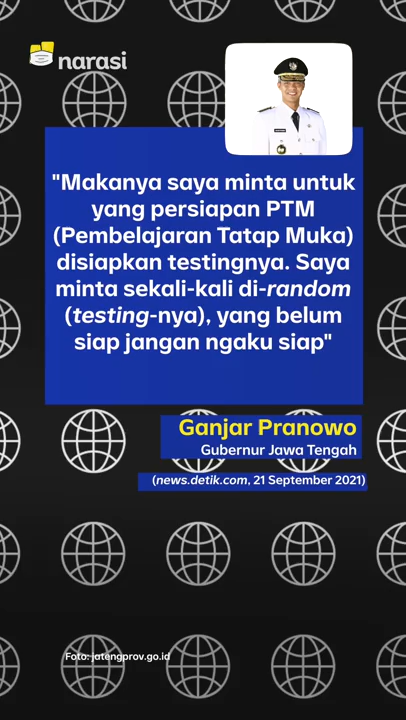 narasi
"Makanya saya minta untuk
yang persiapan PTM
(Pembelajaran Tatap Muka)
disiapkan testingnya. Saya
minta sekali-kali di-random
(testing-nya), yang belum
siap jangan ngaku siap"
Ganjar Pranowo
Gubernur Jawa Tengah
(news.detik.com, 21 September 2021)
Foto: jatengprov.go.id